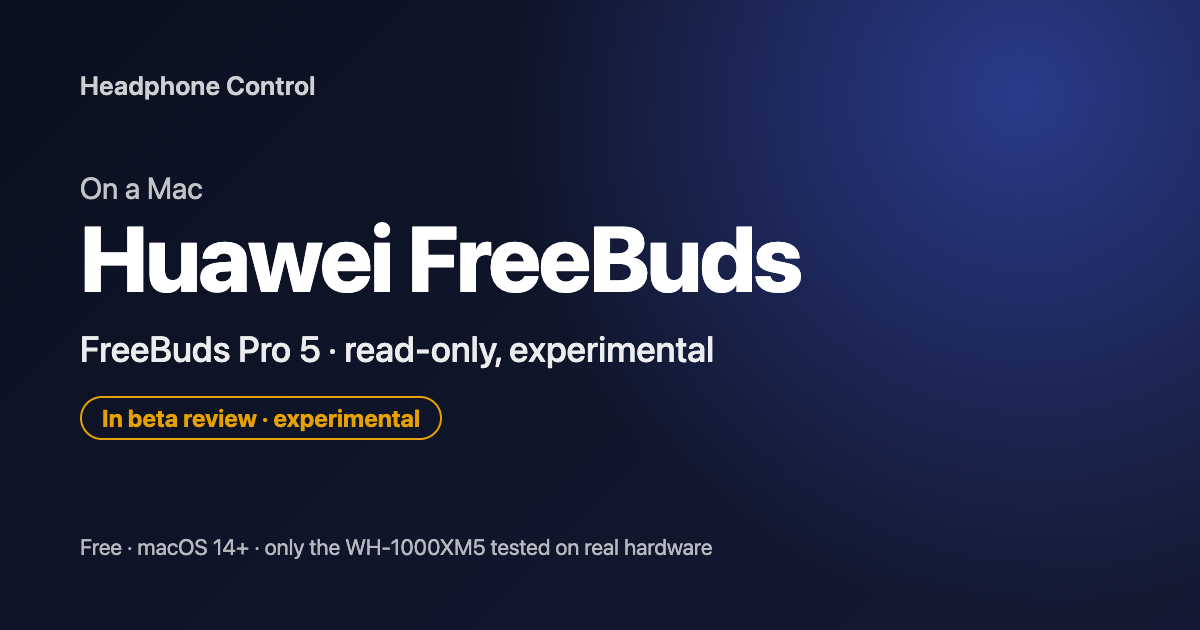 Headphone Control
On a Mac
Huawei FreeBuds
FreeBuds Pro 5 · read-only, experimental
In beta review · experimental
Free · macOS 14+ · only the WH-1000XM5 tested on real hardware